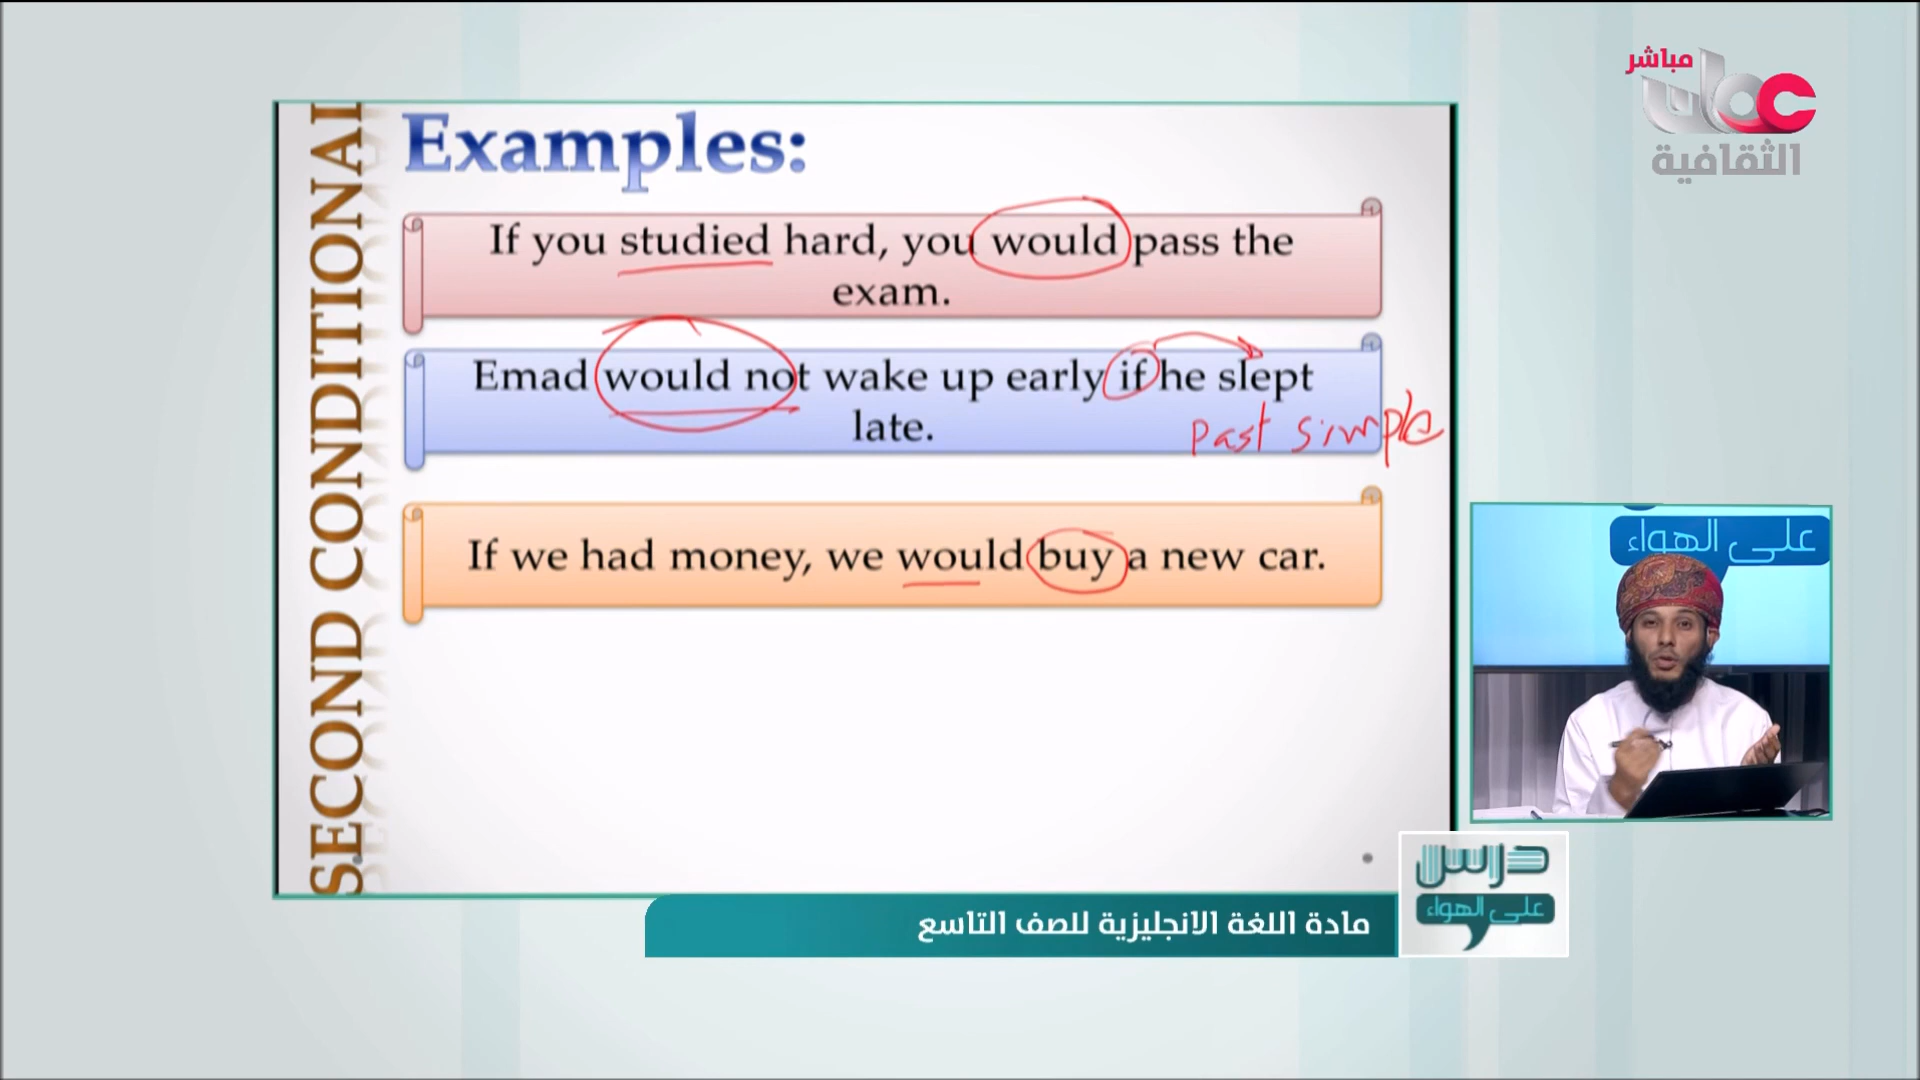 مباشر
عمان
الثقافية
SECOND CONDITIONAL
Examples:
If you studied hard, you would pass the
exam.
Emad would not wake up early if he slept
late.
past simple
If we had money, we would buy a new car.
على الهواء
درس
على الهواء
مادة اللغة الانجليزية للصف التاسع